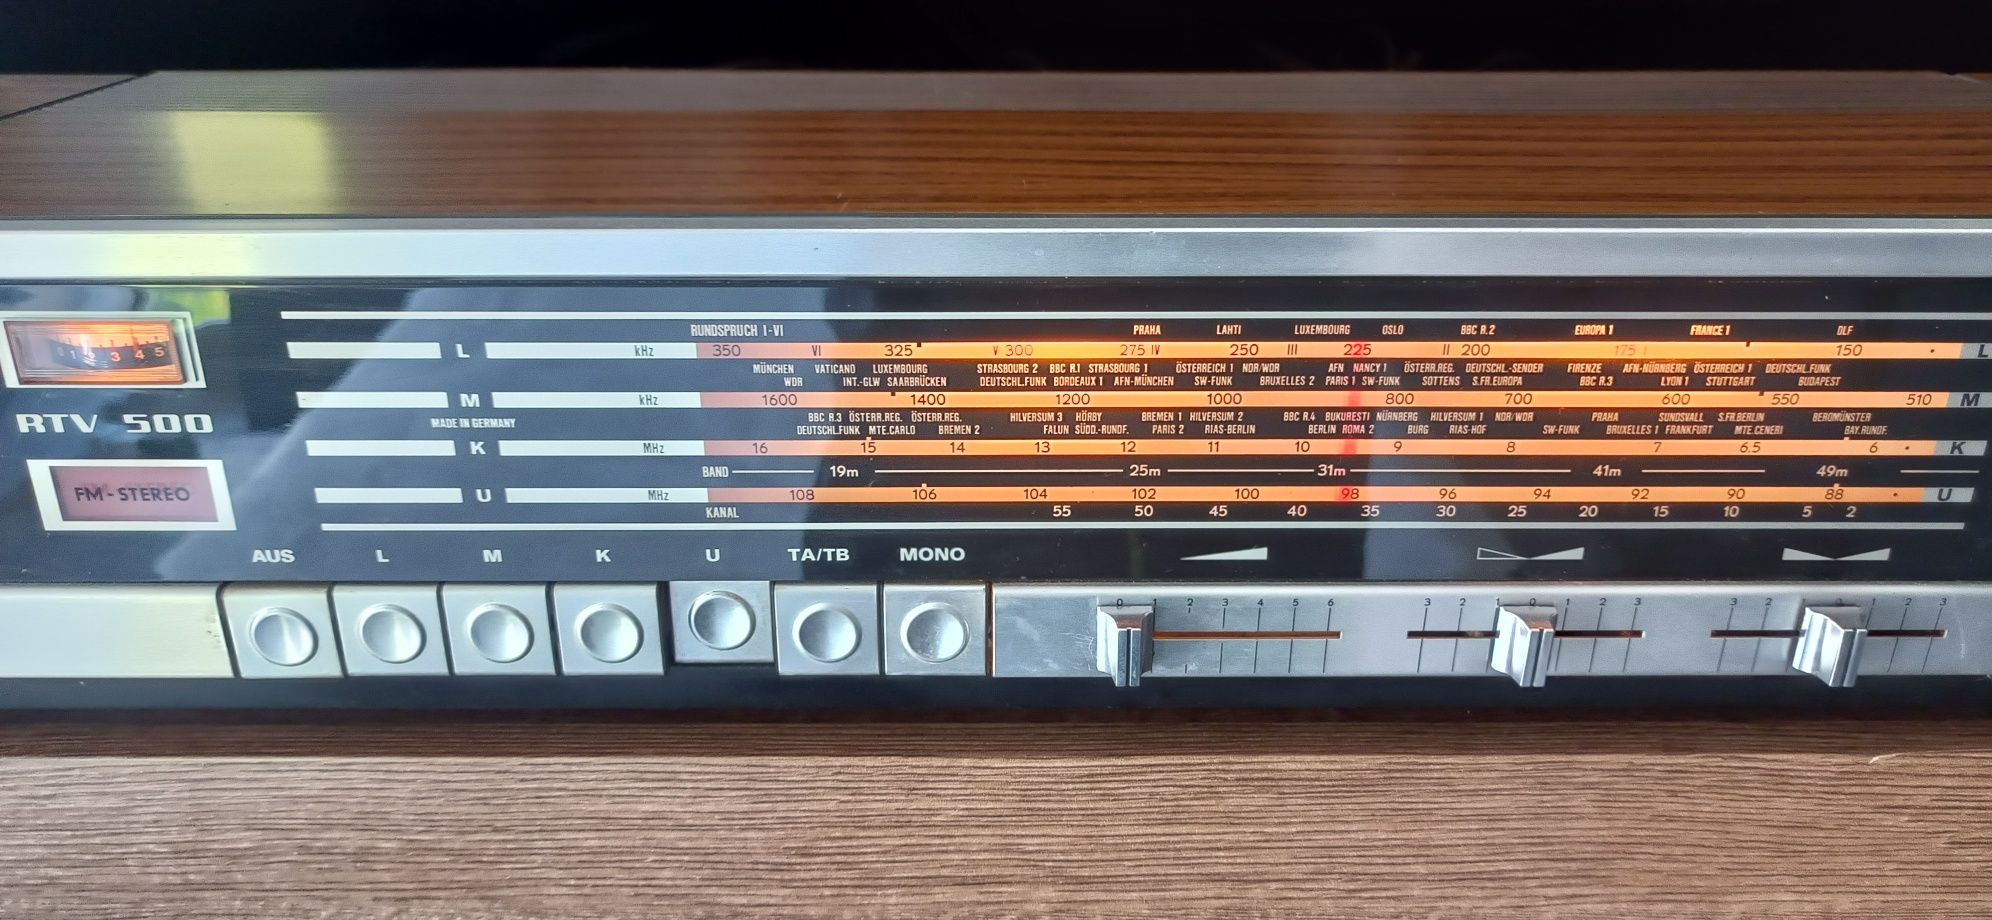 RUNDSPRUCH I-VI PRAHA LAHTI LUXEMBOURG OSLO BBC R.2 EUROPA 1 FRANCE 1 DLF
L kHz 350 VI 325 V 300 275 IV 250 III 225 II 200 175 I 150 L
MÜNCHEN VATICANO LUXEMBOURG STRASBOURG 2 BBC R.1 STRASBOURG 1 ÖSTERREICH 1 NDR/WDR AFN NANCY 1 ÖSTERR.REG. DEUTSCHL.-SENDER FIRENZE AFN-NÜRNBERG ÖSTERREICH 1 DEUTSCHL.FUNK
WDR INT.-GLW SAARBRÜCKEN DEUTSCHL.FUNK BORDEAUX 1 AFN-MÜNCHEN SW-FUNK BRUXELLES 2 PARIS 1 SW-FUNK SOTTENS S.FR.EUROPA BBC R.3 LYON 1 STUTTGART BUDAPEST
0 1 2 3 4 5
M kHz 1600 1400 1200 1000 800 700 600 550 510 M
RTV 500
MADE IN GERMANY
BBC R.3 ÖSTERR.REG. ÖSTERR.REG. HILVERSUM 3 HÖRBY BREMEN 1 HILVERSUM 2 BBC R.4 BUKURESTI NÜRNBERG HILVERSUM 1 NDR/WDR PRAHA SUNDSVALL S.FR.BERLIN BEROMÜNSTER
DEUTSCHL.FUNK MTE.CARLO BREMEN 2 FALUN SÜDD.-RUNDF. PARIS 2 RIAS-BERLIN BERLIN ROMA 2 BURG RIAS-HOF SW-FUNK BRUXELLES 1 FRANKFURT MTE.CENERI BAY.RUNDF.
K MHz 16 15 14 13 12 11 10 9 8 7 6.5 6 K
BAND 19m 25m 31m 41m 49m
FM-STEREO
U MHz 108 106 104 102 100 98 96 94 92 90 88 U
KANAL 55 50 45 40 35 30 25 20 15 10 5 2
AUS L M K U TA/TB MONO
0 1 2 3 4 5 6 3 2 1 0 1 2 3 3 2 0 1 2 3